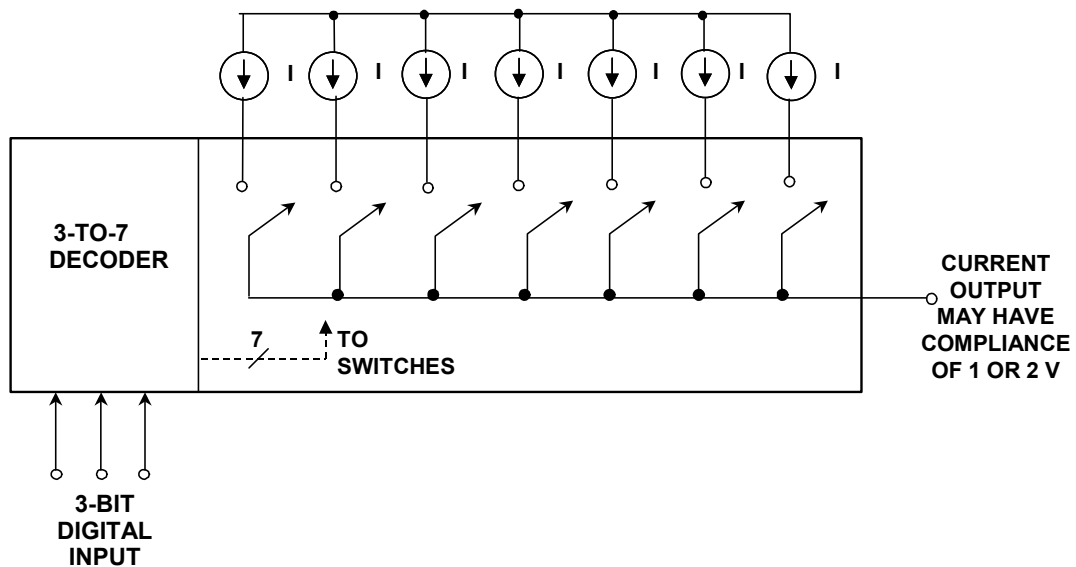 I I I I I I I
3-TO-7
DECODER
7
TO
SWITCHES
CURRENT
OUTPUT
MAY HAVE
COMPLIANCE
OF 1 OR 2 V
3-BIT
DIGITAL
INPUT